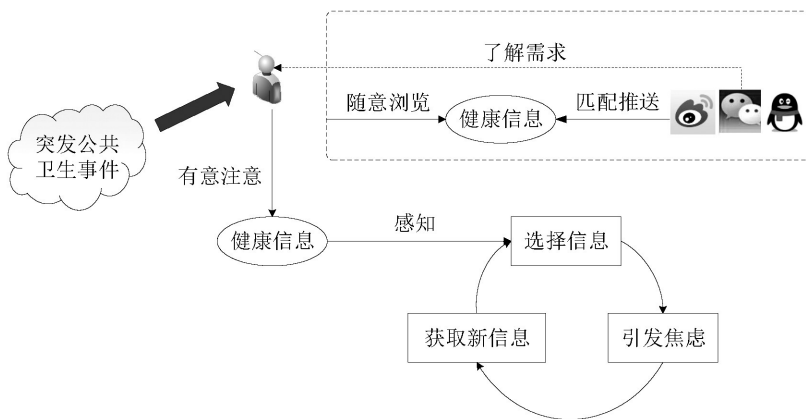 了解需求
随意浏览
健康信息
匹配推送
突发公共
卫生事件
有意注意
健康信息
感知
选择信息
获取新信息
引发焦虑